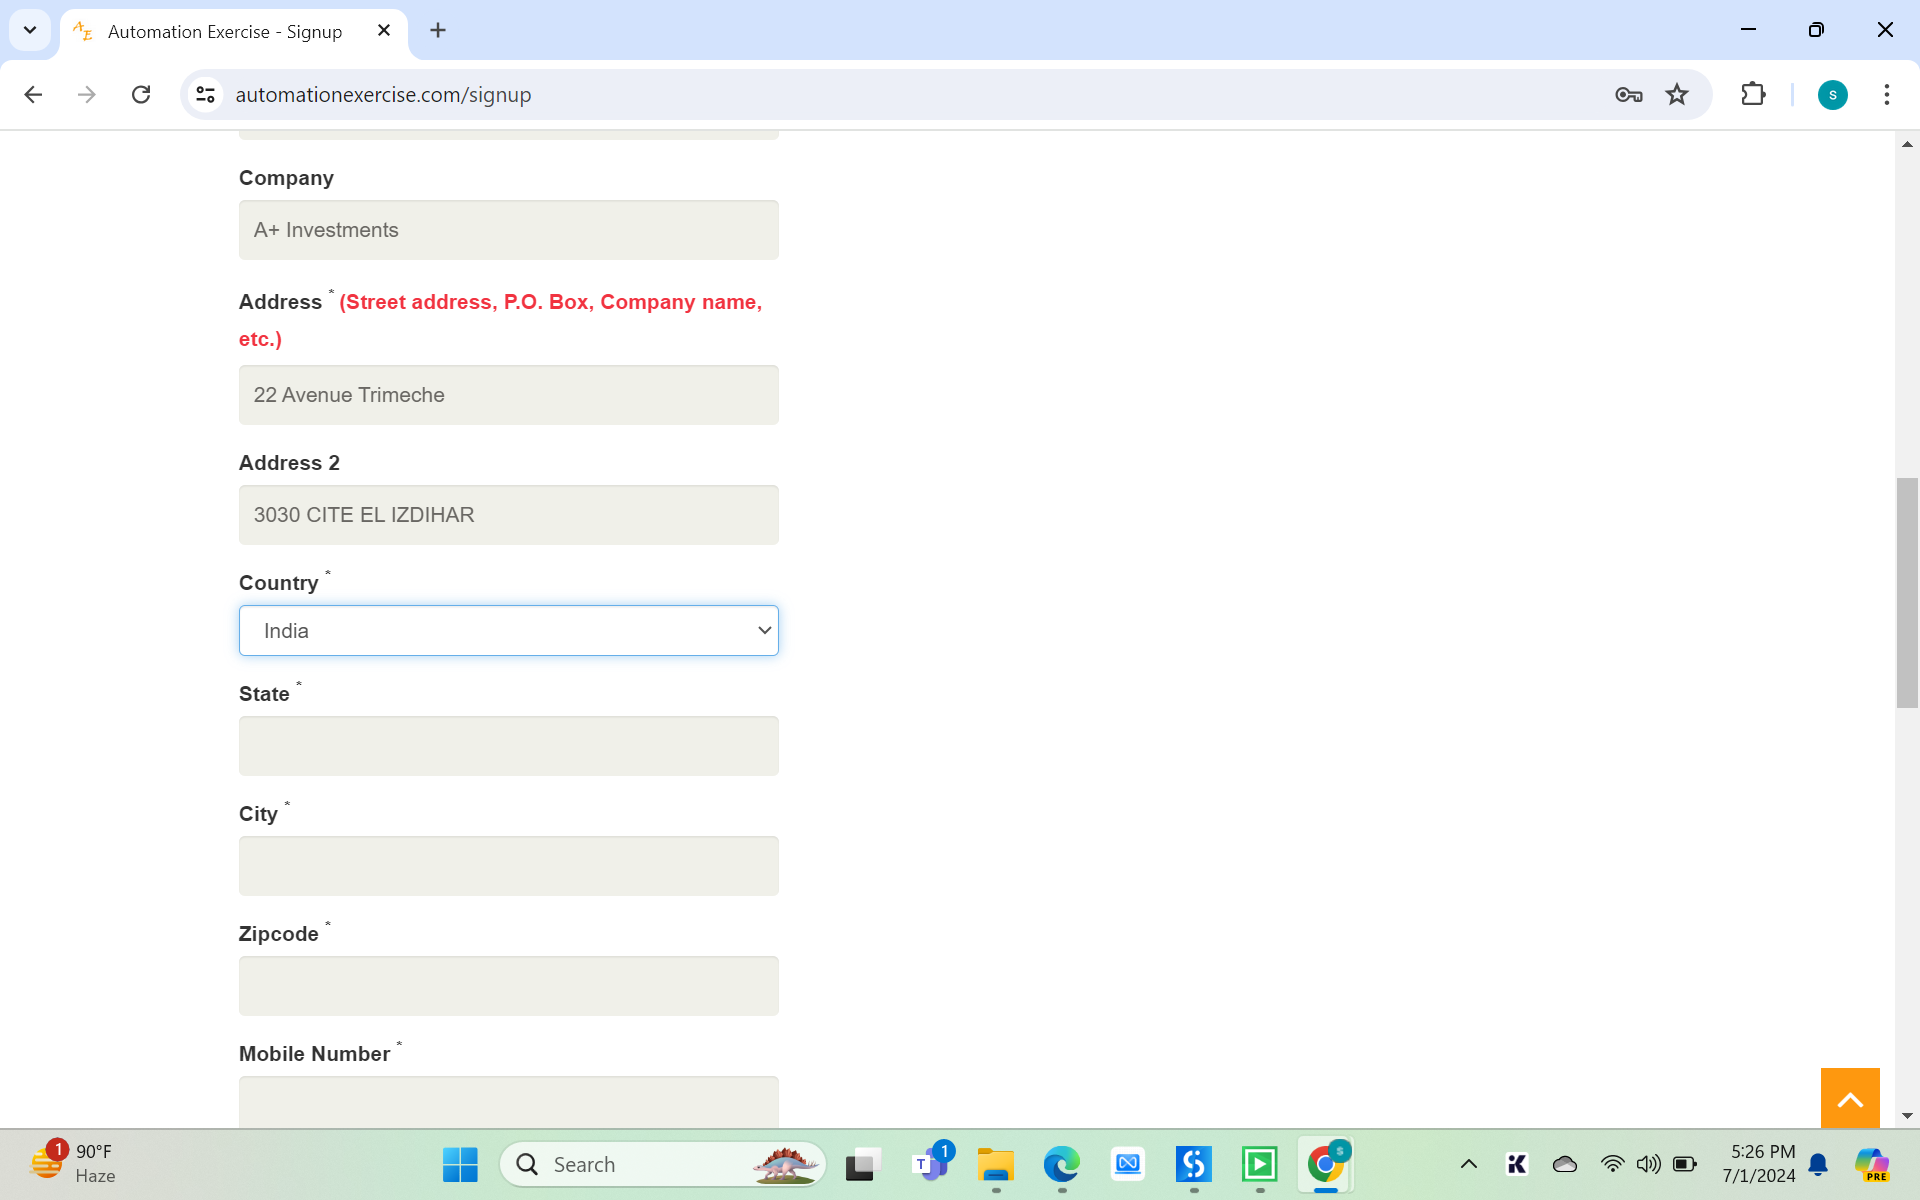 Automation Exercise - Signup
automationexercise.com/signup
s
Company
A+ Investments
Address * (Street address, P.O. Box, Company name,
etc.)
22 Avenue Trimeche
Address 2
3030 CITE EL IZDIHAR
Country *
India
State *
City *
Zipcode *
Mobile Number *
1
90°F
Haze
Search
T
1
S
K
5:26 PM
7/1/2024
PRE